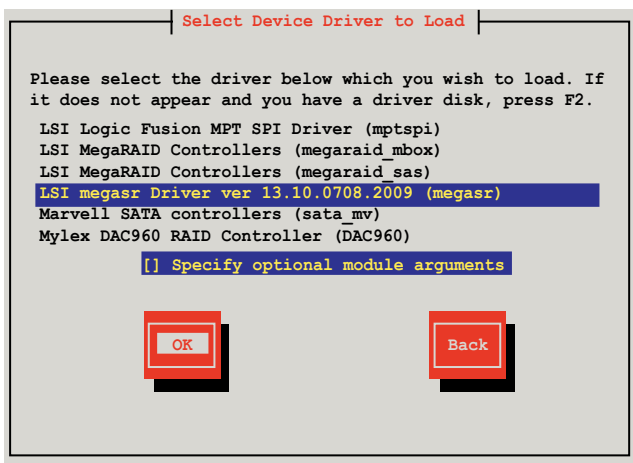 Select Device Driver to Load
Please select the driver below which you wish to load. If
it does not appear and you have a driver disk, press F2.
LSI Logic Fusion MPT SPI Driver (mptspi)
LSI MegaRAID Controllers (megaraid_mbox)
LSI MegaRAID Controllers (megaraid_sas)
LSI megasr Driver ver 13.10.0708.2009 (megasr)
Marvell SATA controllers (sata_mv)
Mylex DAC960 RAID Controller (DAC960)
[] Specify optional module arguments
OK
Back